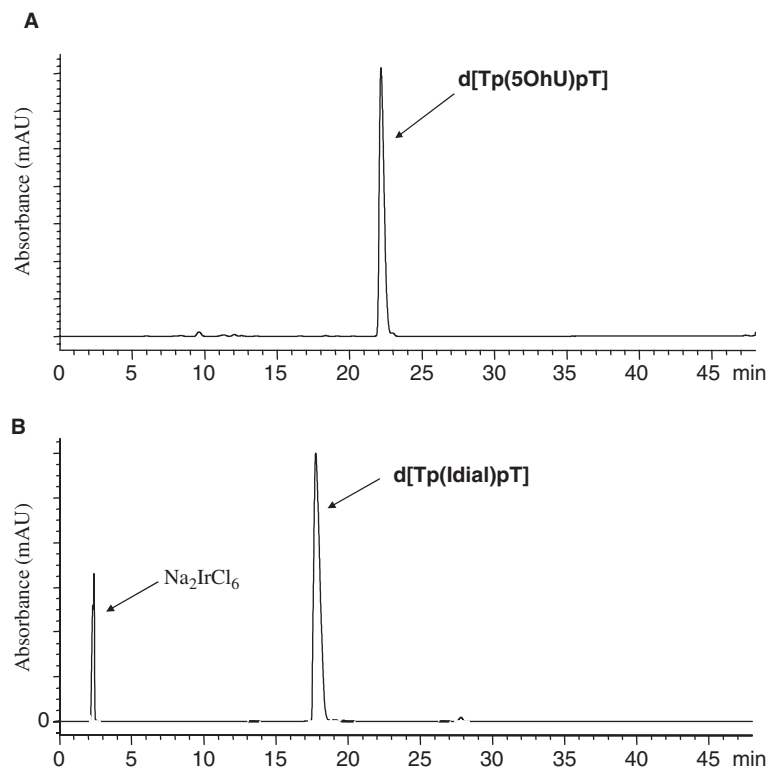 A
Absorbance (mAU)
d[Tp(5OhU)pT]
0 5 10 15 20 25 30 35 40 45 min
B
Absorbance (mAU)
d[Tp(Idial)pT]
Na2IrCl6
0
0 5 10 15 20 25 30 35 40 45 min